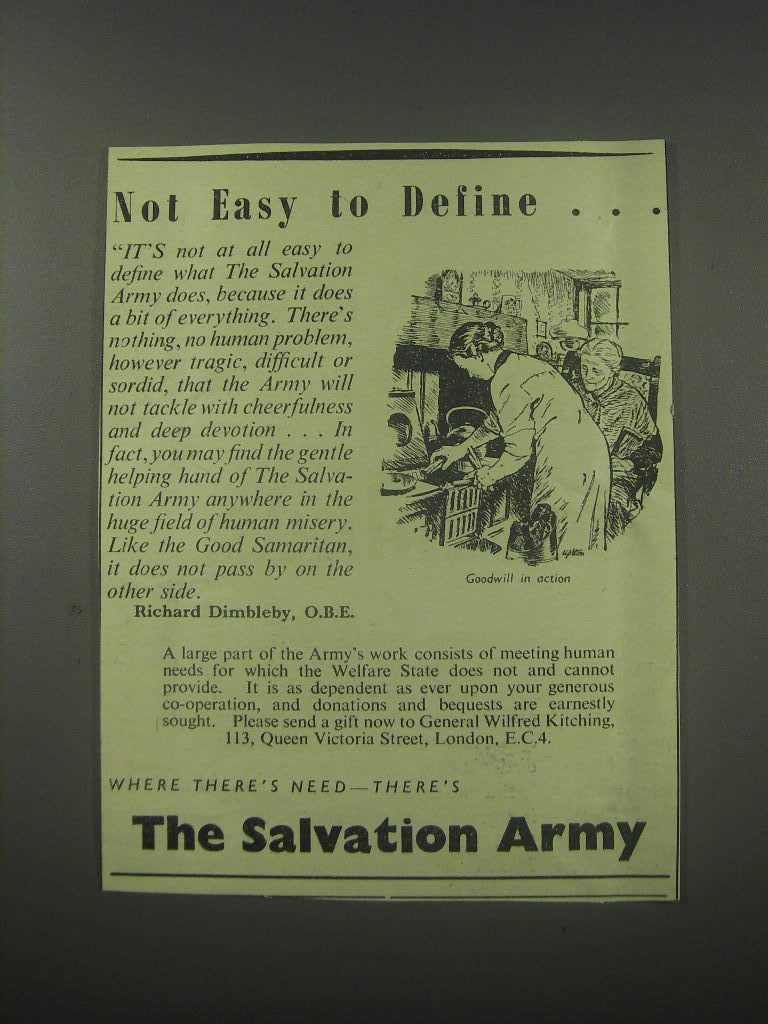 Not Easy to Define . . .
"IT'S not at all easy to
define what The Salvation
Army does, because it does
a bit of everything. There's
nothing, no human problem,
however tragic, difficult or
sordid, that the Army will
not tackle with cheerfulness
and deep devotion . . . In
fact, you may find the gentle
helping hand of The Salva-
tion Army anywhere in the
huge field of human misery.
Like the Good Samaritan,
it does not pass by on the
other side.
Richard Dimbleby, O.B.E.
Goodwill in action
A large part of the Army's work consists of meeting human
needs for which the Welfare State does not and cannot
provide. It is as dependent as ever upon your generous
co-operation, and donations and bequests are earnestly
sought. Please send a gift now to General Wilfred Kitching,
113, Queen Victoria Street, London, E.C.4.
WHERE THERE'S NEED—THERE'S
The Salvation Army